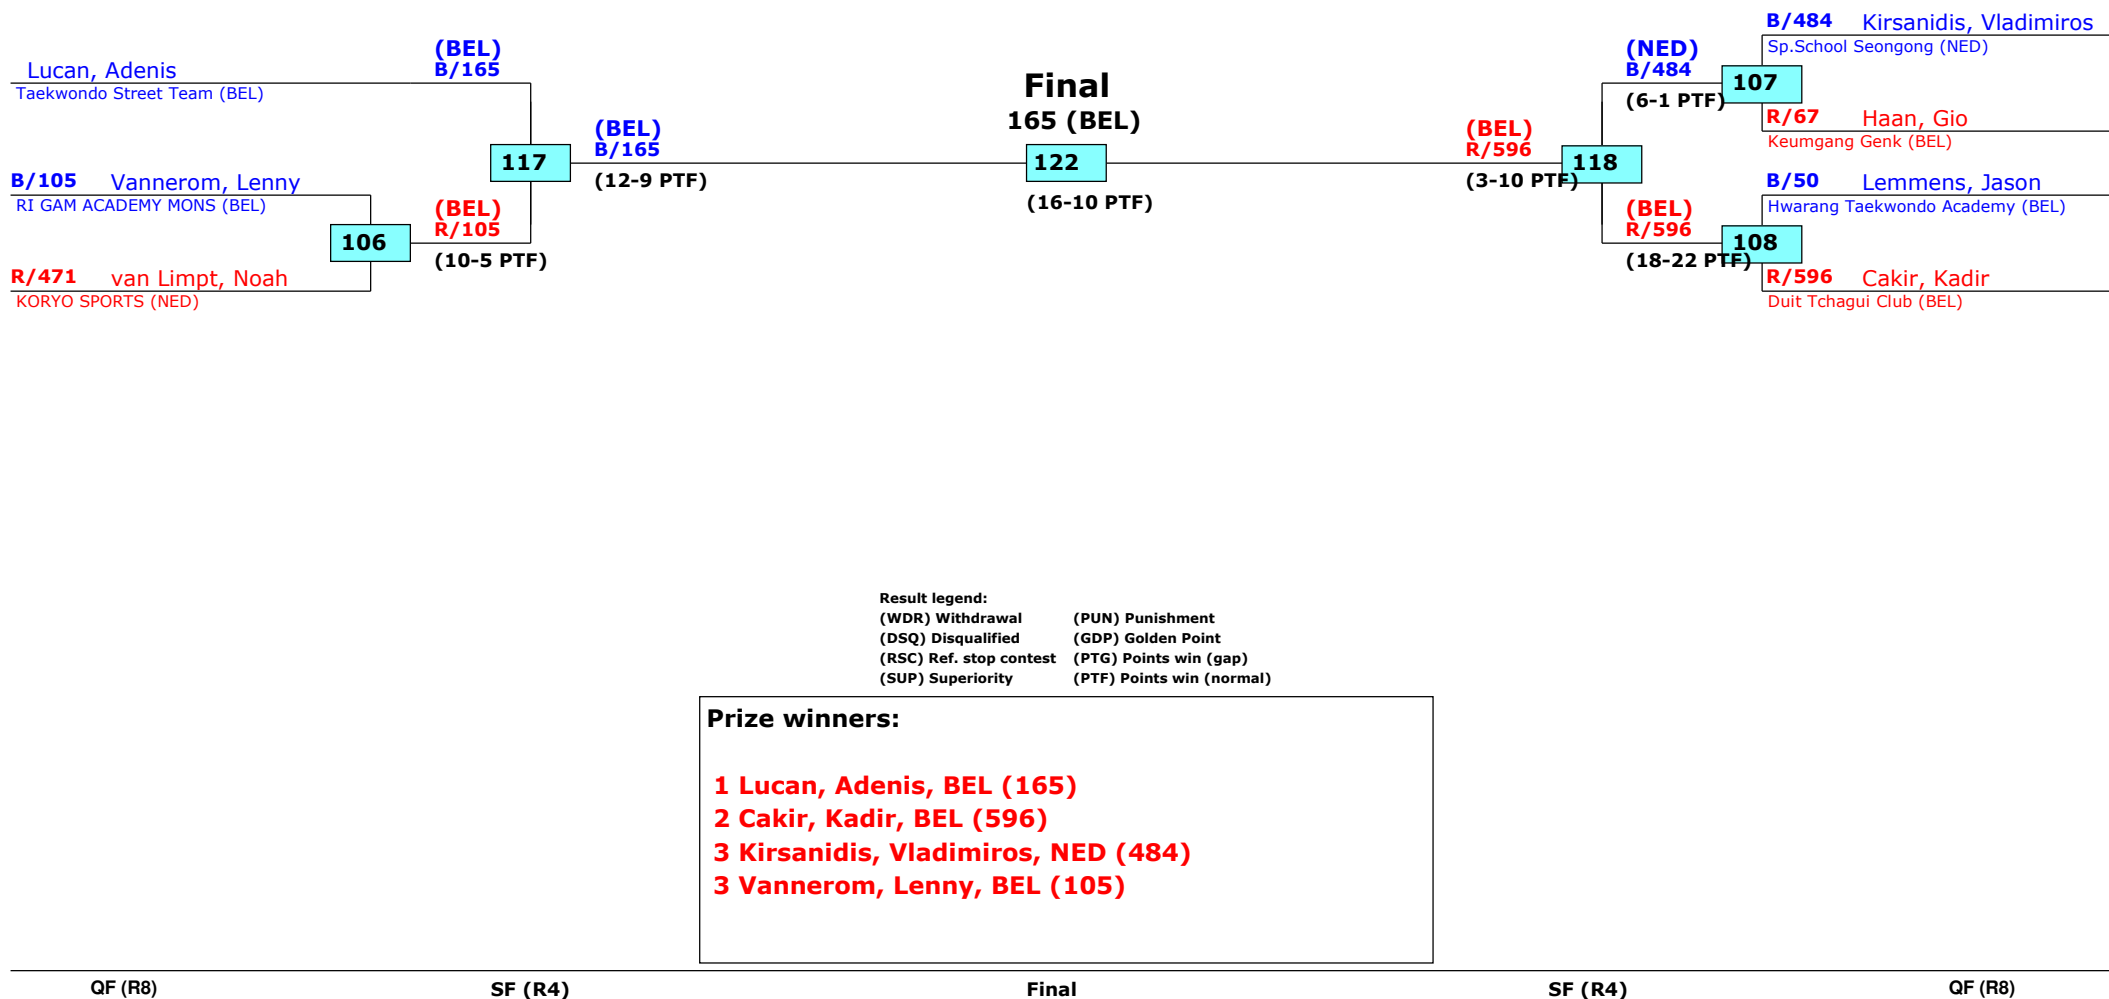 Lucan, Adenis
Taekwondo Street Team (BEL)
B/105 Vannerom, Lenny
RI GAM ACADEMY MONS (BEL)
R/471 van Limpt, Noah
KORYO SPORTS (NED)
106
(BEL)
B/165
(BEL)
R/105
(10-5 PTF)
117
(BEL)
B/165
(12-9 PTF)
Final
165 (BEL)
122
(16-10 PTF)
(BEL)
R/596
(3-10 PTF)
118
(NED)
B/484
(6-1 PTF)
(BEL)
R/596
(18-22 PTF)
107
108
B/484 Kirsanidis, Vladimiros
Sp.School Seongong (NED)
R/67 Haan, Gio
Keumgang Genk (BEL)
B/50 Lemmens, Jason
Hwarang Taekwondo Academy (BEL)
R/596 Cakir, Kadir
Duit Tchagui Club (BEL)
Result legend:
(WDR) Withdrawal (PUN) Punishment
(DSQ) Disqualified (GDP) Golden Point
(RSC) Ref. stop contest (PTG) Points win (gap)
(SUP) Superiority (PTF) Points win (normal)
Prize winners:
1 Lucan, Adenis, BEL (165)
2 Cakir, Kadir, BEL (596)
3 Kirsanidis, Vladimiros, NED (484)
3 Vannerom, Lenny, BEL (105)
QF (R8) SF (R4) Final SF (R4) QF (R8)